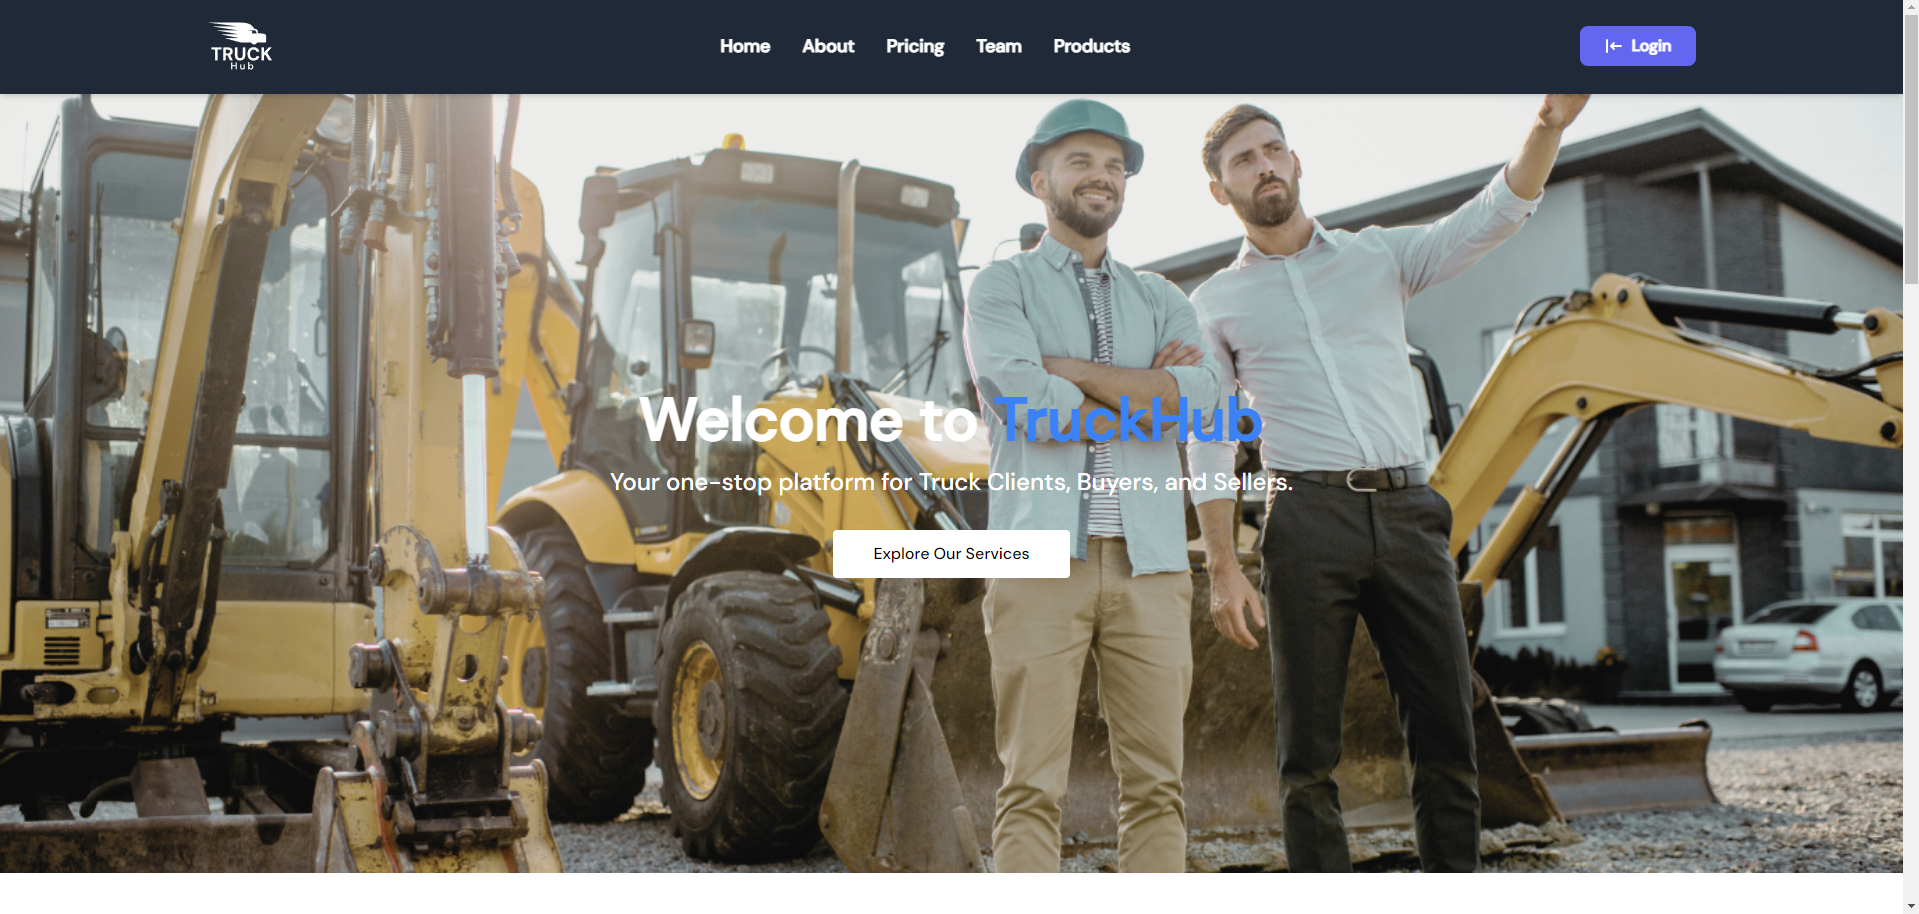 TRUCK
Hub
Home About Pricing Team Products
Login
Welcome to TruckHub
Your one-stop platform for Truck Clients, Buyers, and Sellers.
Explore Our Services